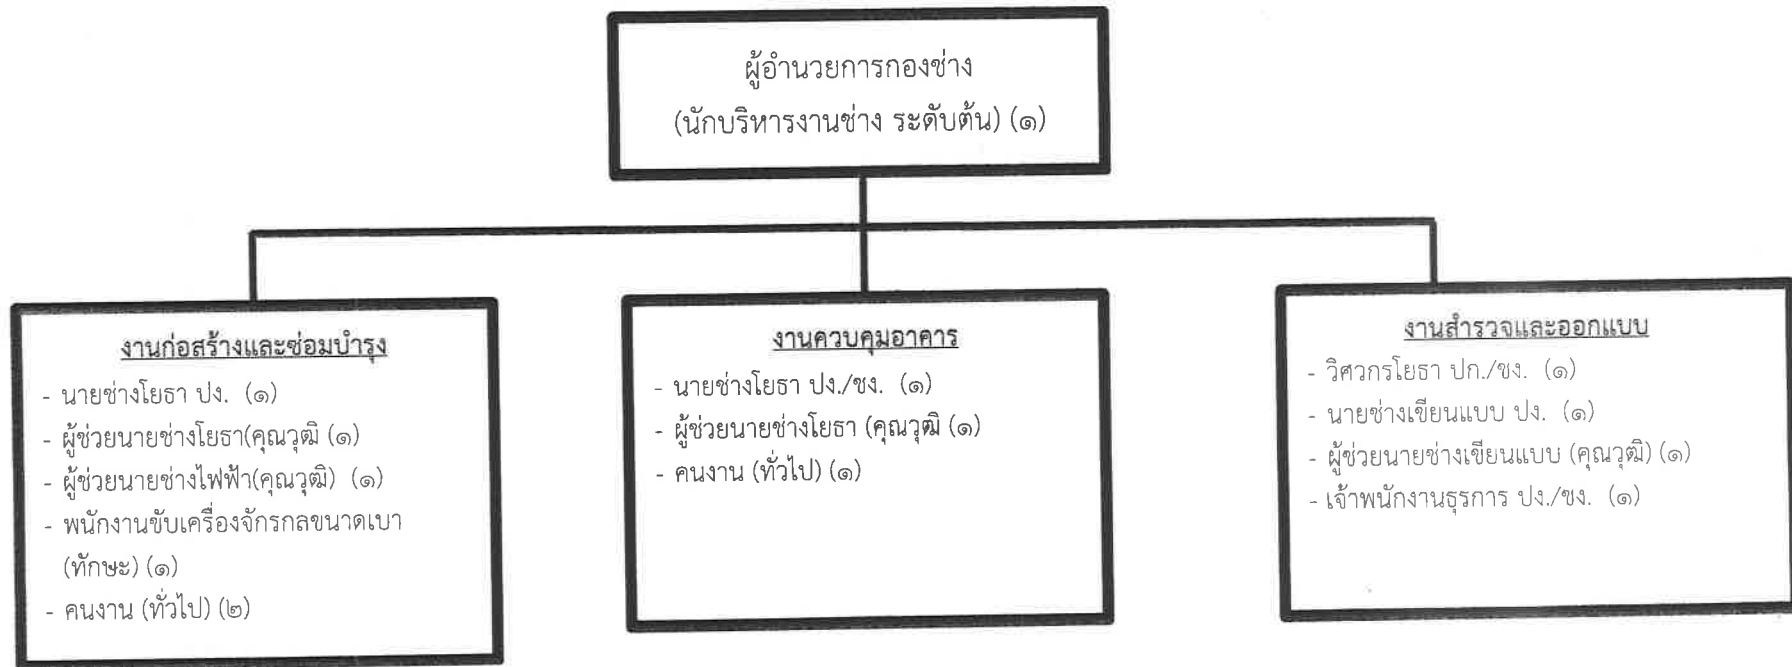 ผู้อำนวยการกองช่าง
(นักบริหารงานช่าง ระดับต้น) (๑)
งานก่อสร้างและซ่อมบำรุง
- นายช่างโยธา ปง. (๑)
- ผู้ช่วยนายช่างโยธา(คุณวุฒิ (๑)
- ผู้ช่วยนายช่างไฟฟ้า(คุณวุฒิ) (๑)
- พนักงานขับเครื่องจักรกลขนาดเบา
(ทักษะ) (๑)
- คนงาน (ทั่วไป) (๒)
งานควบคุมอาคาร
- นายช่างโยธา ปง./ชง. (๑)
- ผู้ช่วยนายช่างโยธา (คุณวุฒิ (๑)
- คนงาน (ทั่วไป) (๑)
งานสำรวจและออกแบบ
- วิศวกรโยธา ปก./ชง. (๑)
- นายช่างเขียนแบบ ปง. (๑)
- ผู้ช่วยนายช่างเขียนแบบ (คุณวุฒิ) (๑)
- เจ้าพนักงานธุรการ ปง./ชง. (๑)